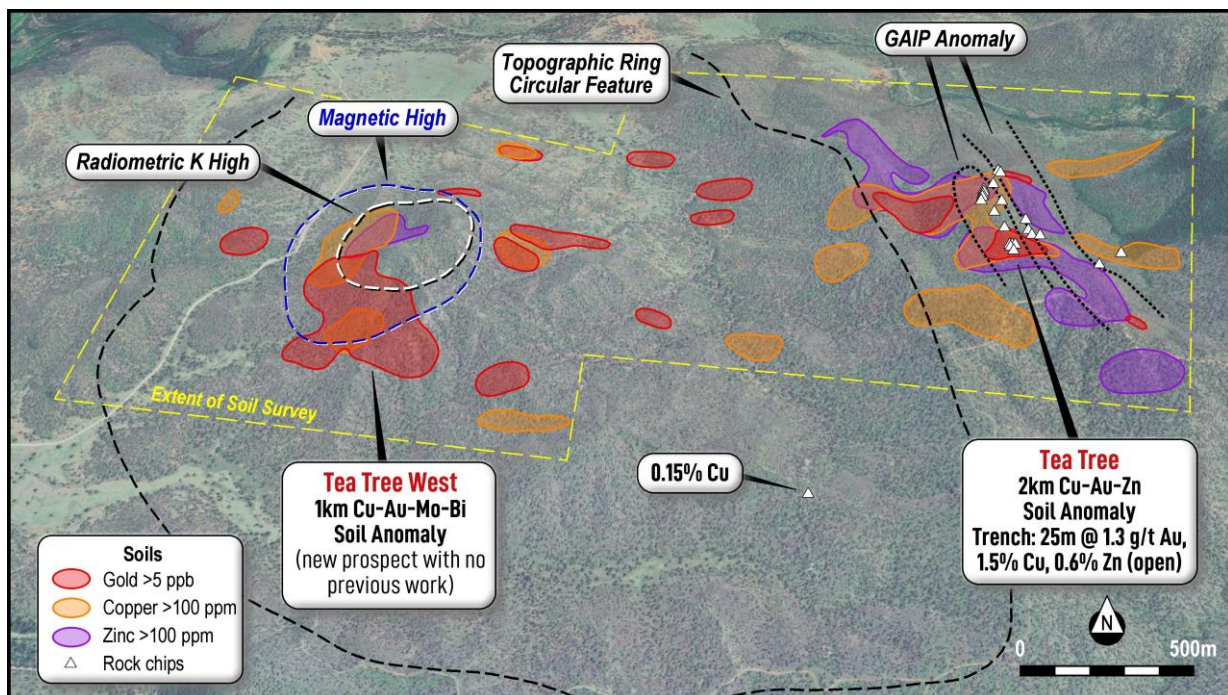 GAIP Anomaly
Topographic Ring
Circular Feature
Magnetic High
Radiometric K High
Extent of Soil Survey
Tea Tree West
1km Cu-Au-Mo-Bi
Soil Anomaly
(new prospect with no
previous work)
0.15% Cu
Tea Tree
2km Cu-Au-Zn
Soil Anomaly
Trench: 25m @ 1.3 g/t Au,
1.5% Cu, 0.6% Zn (open)
Soils
Gold >5 ppb
Copper >100 ppm
Zinc >100 ppm
Rock chips
N
0 500m